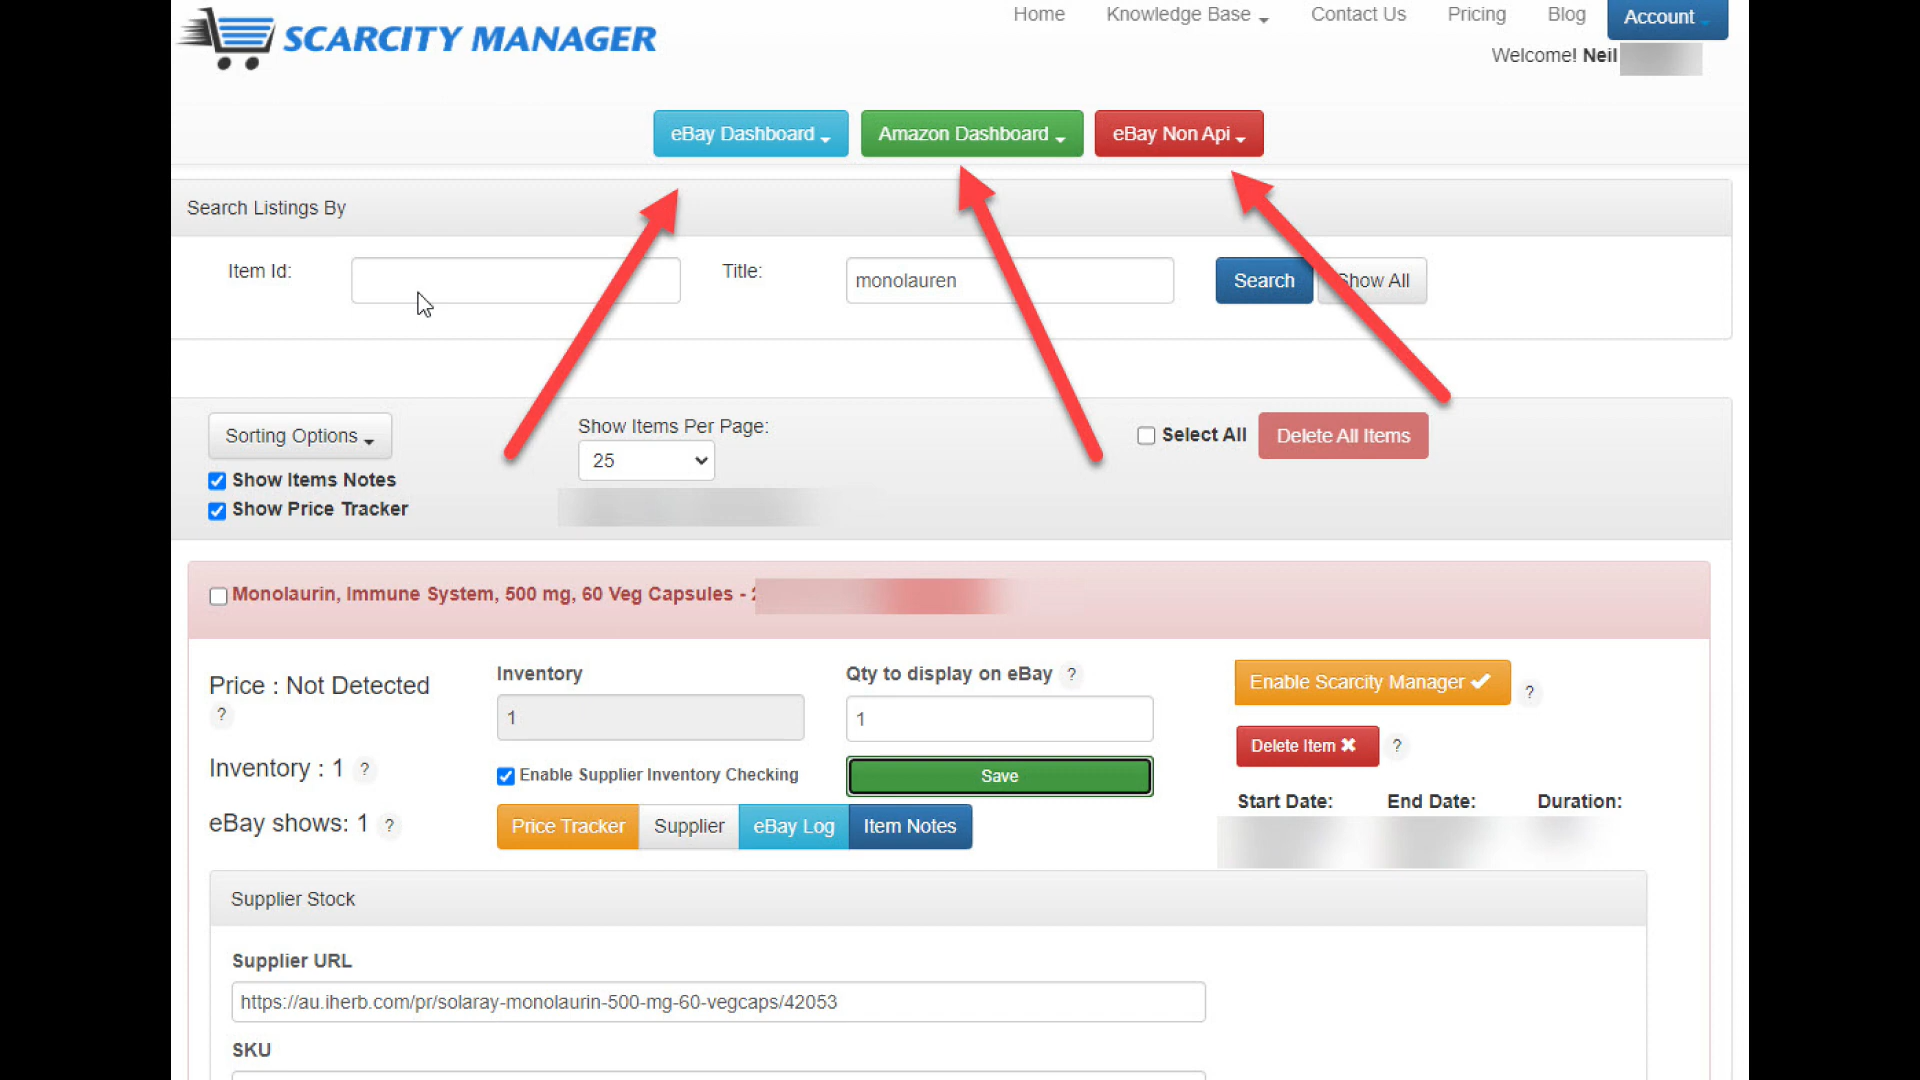 SCARCITY MANAGER
Home Knowledge Base Contact Us Pricing Blog Account
Welcome! Neil
eBay Dashboard Amazon Dashboard eBay Non Api
Search Listings By
Item Id: Title: monolauren Search Show All
Sorting Options Show Items Per Page: Select All Delete All Items
25
Show Items Notes
Show Price Tracker
Monolaurin, Immune System, 500 mg, 60 Veg Capsules -
Price : Not Detected Inventory Qty to display on eBay ? Enable Scarcity Manager ?
? 1 1
Delete Item ?
Inventory : 1 ? Enable Supplier Inventory Checking Save
Start Date: End Date: Duration:
eBay shows: 1 ? Price Tracker Supplier eBay Log Item Notes
Supplier Stock
Supplier URL
https://au.iherb.com/pr/solaray-monolaurin-500-mg-60-vegcaps/42053
SKU